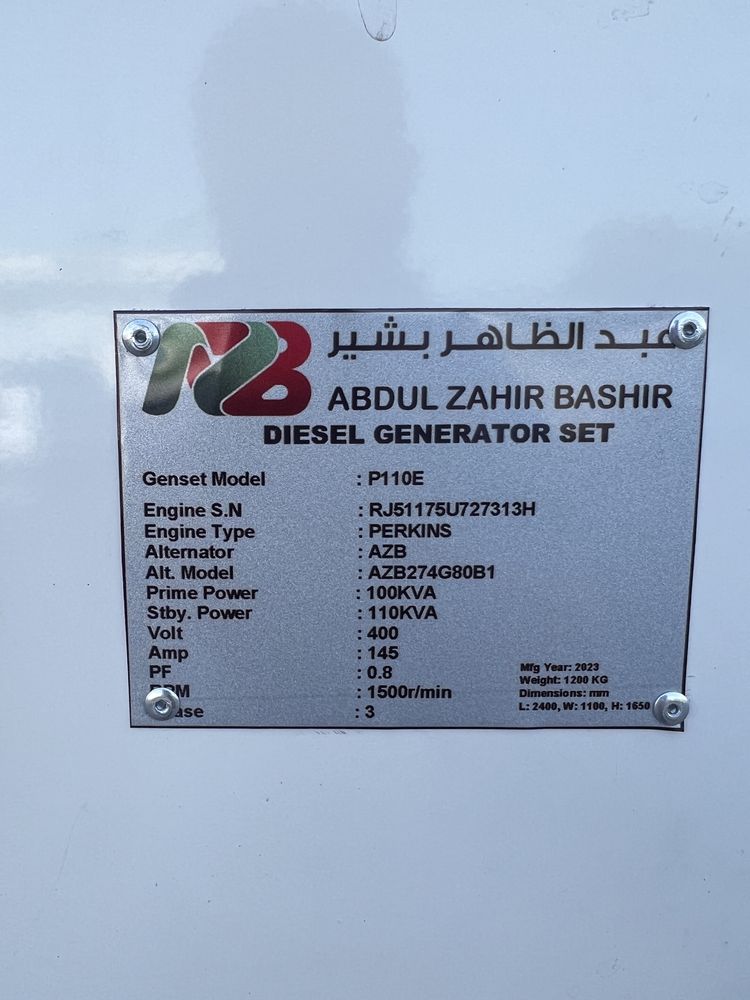 عبد الظاهر بشير
ABDUL ZAHIR BASHIR
DIESEL GENERATOR SET
Genset Model : P110E
Engine S.N : RJ51175U727313H
Engine Type : PERKINS
Alternator : AZB
Alt. Model : AZB274G80B1
Prime Power : 100KVA
Stby. Power : 110KVA
Volt : 400
Amp : 145
PF : 0.8
: 1500r/min
: 3
Mfg Year: 2023
Weight: 1200 KG
Dimensions: mm
L: 2400, W: 1100, H: 1650